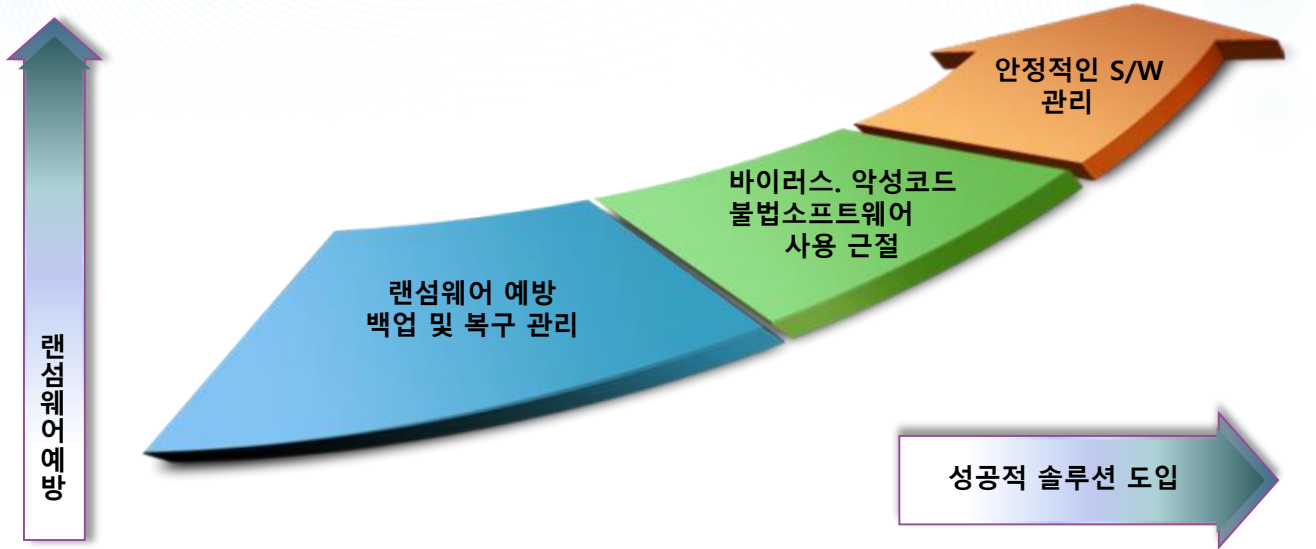 안정적인 S/W
관리
바이러스. 악성코드
불법소프트웨어
사용 근절
랜섬웨어 예방
백업 및 복구 관리
랜섬웨어예방
성공적 솔루션 도입